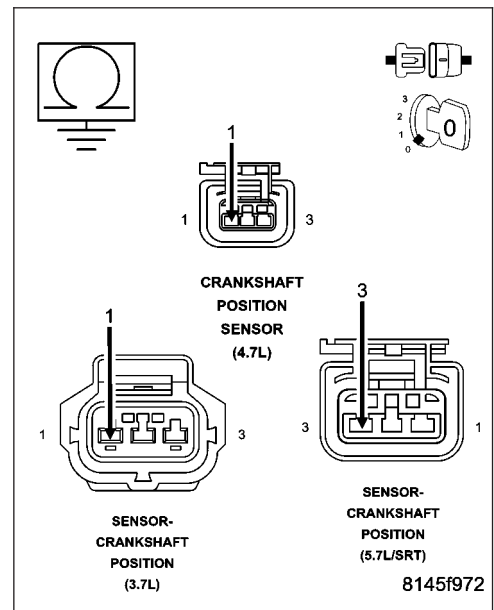 3
2
1
0
0
1
1
3
CRANKSHAFT
POSITION
SENSOR
(4.7L)
1
1
3
SENSOR-
CRANKSHAFT
POSITION
(3.7L)
3
3
1
SENSOR-
CRANKSHAFT
POSITION
(5.7L/SRT)
8145f972